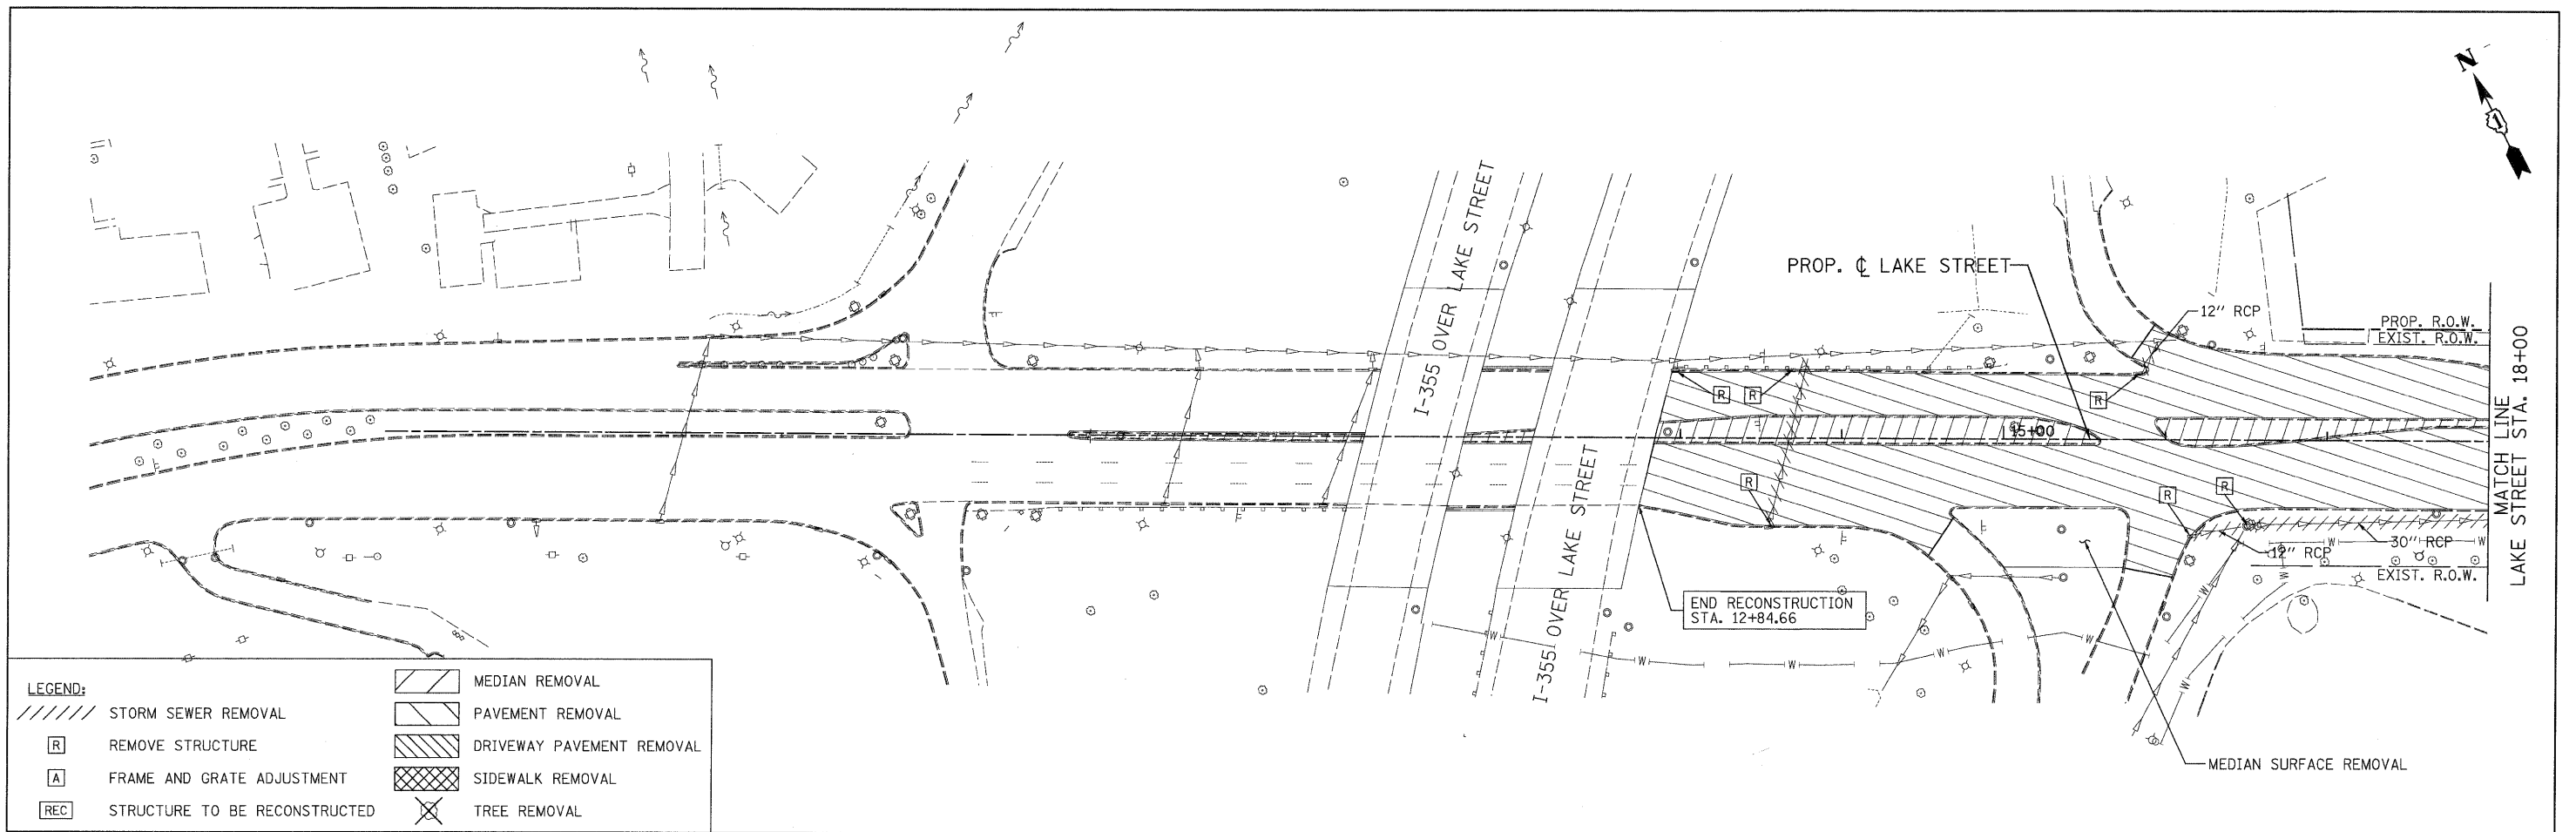 N
1
I-355 OVER LAKE STREET
PROP. ℄ LAKE STREET
12" RCP
PROP. R.O.W.
EXIST. R.O.W.
R
R
R
15+00
MATCH LINE
LAKE STREET STA. 18+00
I-355 OVER LAKE STREET
R
R
R
12" RCP
30" RCP
W
W
W
EXIST. R.O.W.
END RECONSTRUCTION
STA. 12+84.66
W
W
W
W
W
W
W
MEDIAN SURFACE REMOVAL
LEGEND:
STORM SEWER REMOVAL
R REMOVE STRUCTURE
A FRAME AND GRATE ADJUSTMENT
REC STRUCTURE TO BE RECONSTRUCTED
MEDIAN REMOVAL
PAVEMENT REMOVAL
DRIVEWAY PAVEMENT REMOVAL
SIDEWALK REMOVAL
TREE REMOVAL